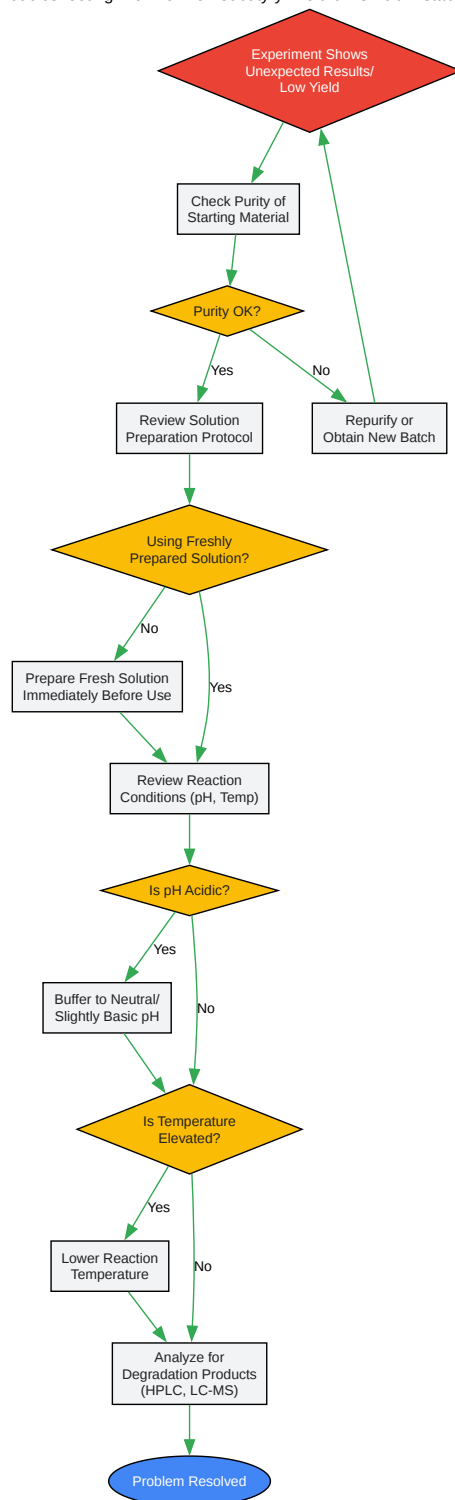 Experiment Shows
Unexpected Results/
Low Yield
Check Purity of
Starting Material
Purity OK?
Yes
No
Review Solution
Preparation Protocol
Repurify or
Obtain New Batch
Using Freshly
Prepared Solution?
No
Prepare Fresh Solution
Immediately Before Use
Yes
Review Reaction
Conditions (pH, Temp)
Is pH Acidic?
Yes
Buffer to Neutral/
Slightly Basic pH
No
Is Temperature
Elevated?
Yes
Lower Reaction
Temperature
No
Analyze for
Degradation Products
(HPLC, LC-MS)
Problem Resolved